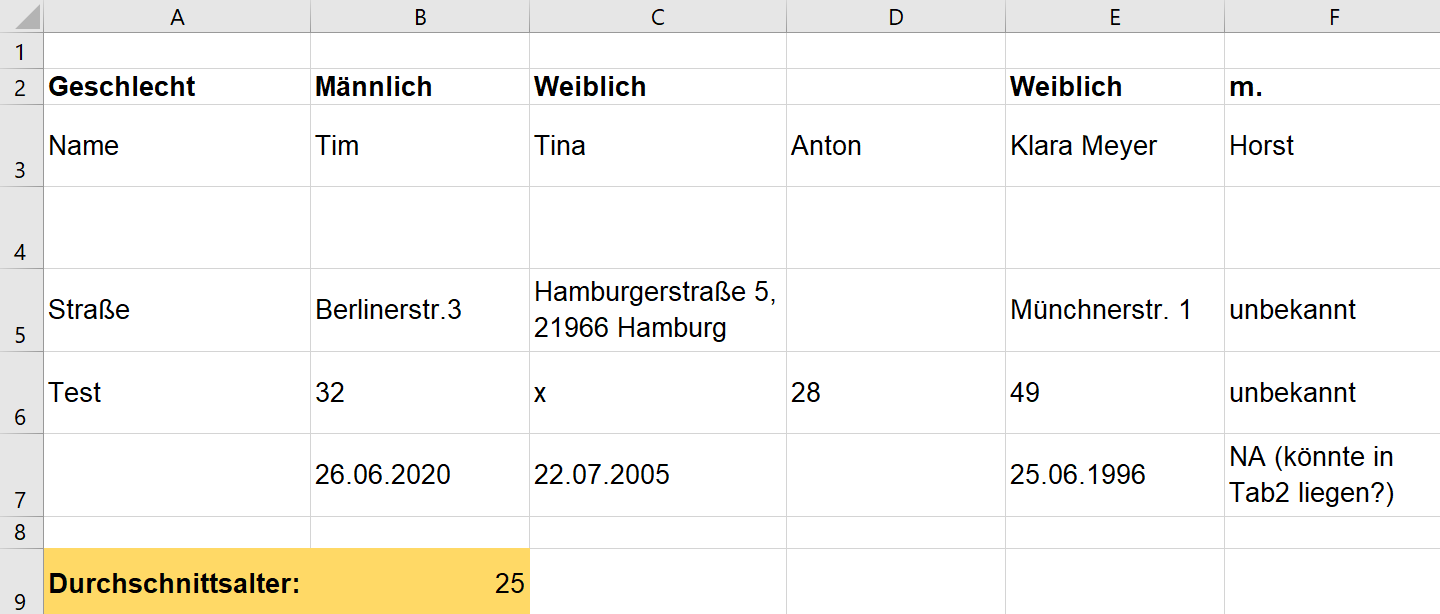 A B C D E F
1
2 Geschlecht Männlich Weiblich Weiblich m.
3 Name Tim Tina Anton Klara Meyer Horst
4
5 Straße Berlinerstr.3 Hamburgerstraße 5, Münchnerstr. 1 unbekannt
21966 Hamburg
6 Test 32 x 28 49 unbekannt
7 26.06.2020 22.07.2005 25.06.1996 NA (könnte in
Tab2 liegen?)
8
9 Durchschnittsalter: 25